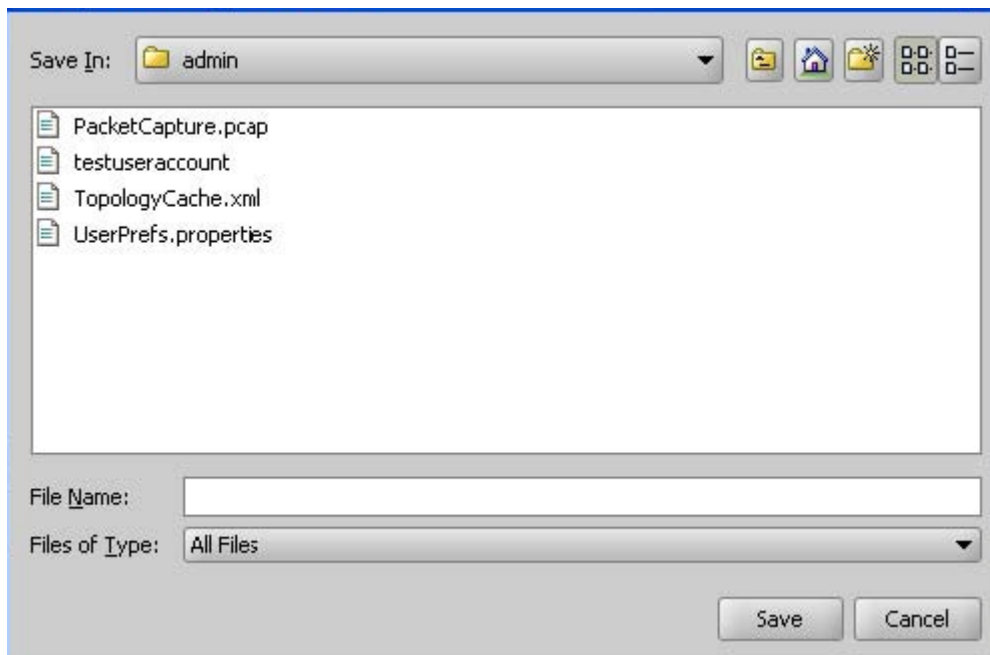 Save In: admin
PacketCapture.pcap
testuseraccount
TopologyCache.xml
UserPrefs.properties
File Name:
Files of Type: All Files
Save Cancel